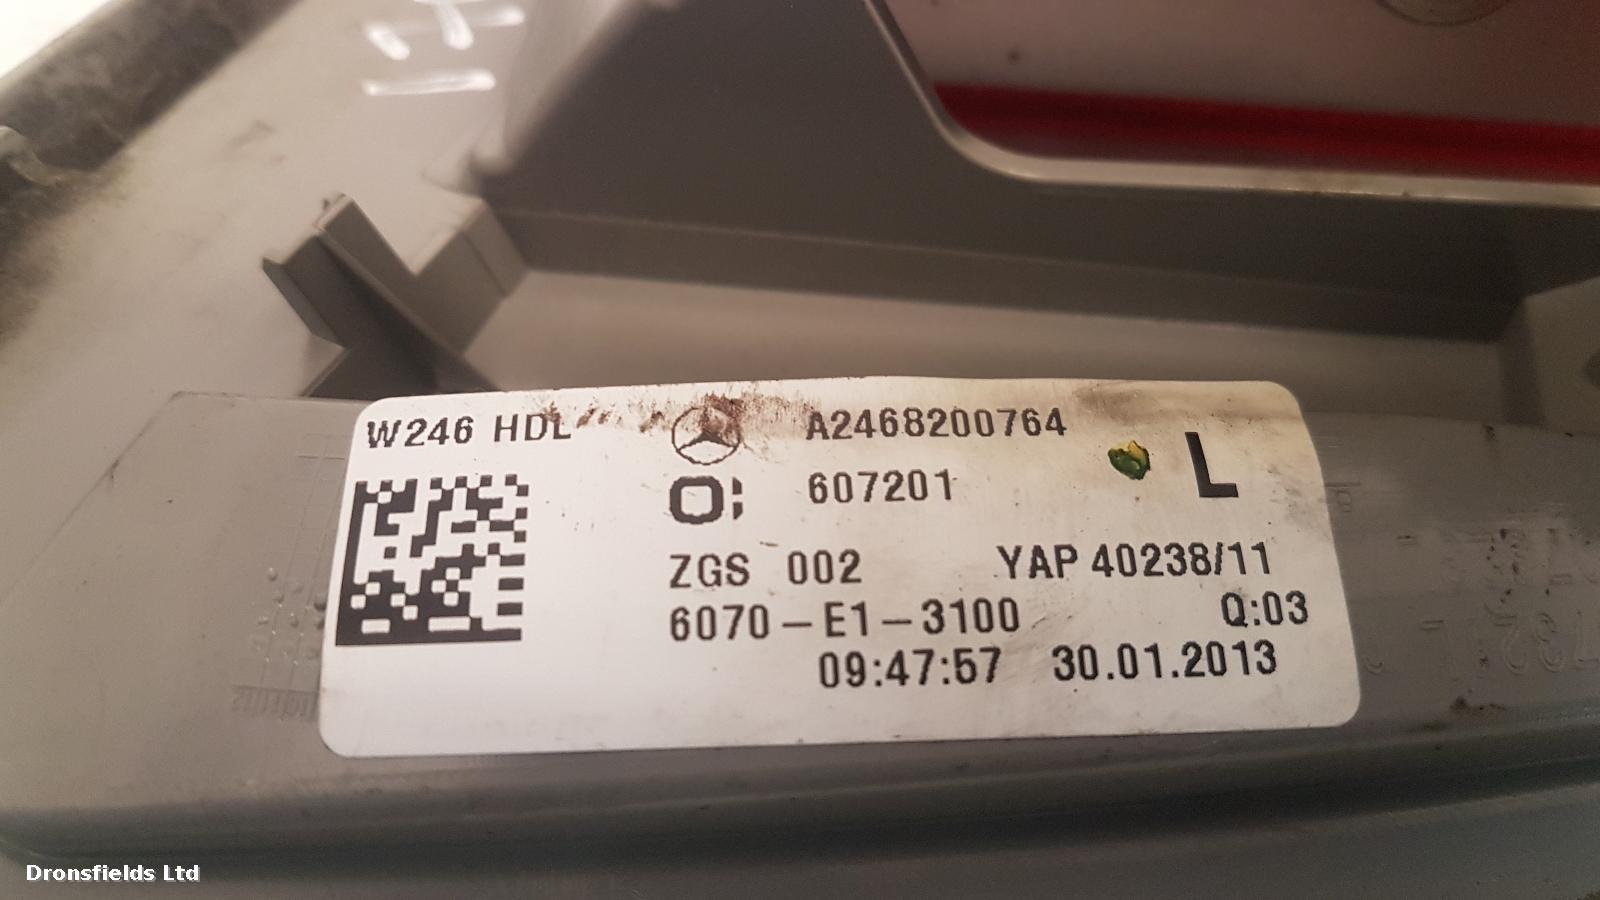 W246 HDL A2468200764
607201 L
ZGS 002 YAP 40238/11
6070-E1-3100 Q:03
09:47:57 30.01.2013
Dronsfields Ltd